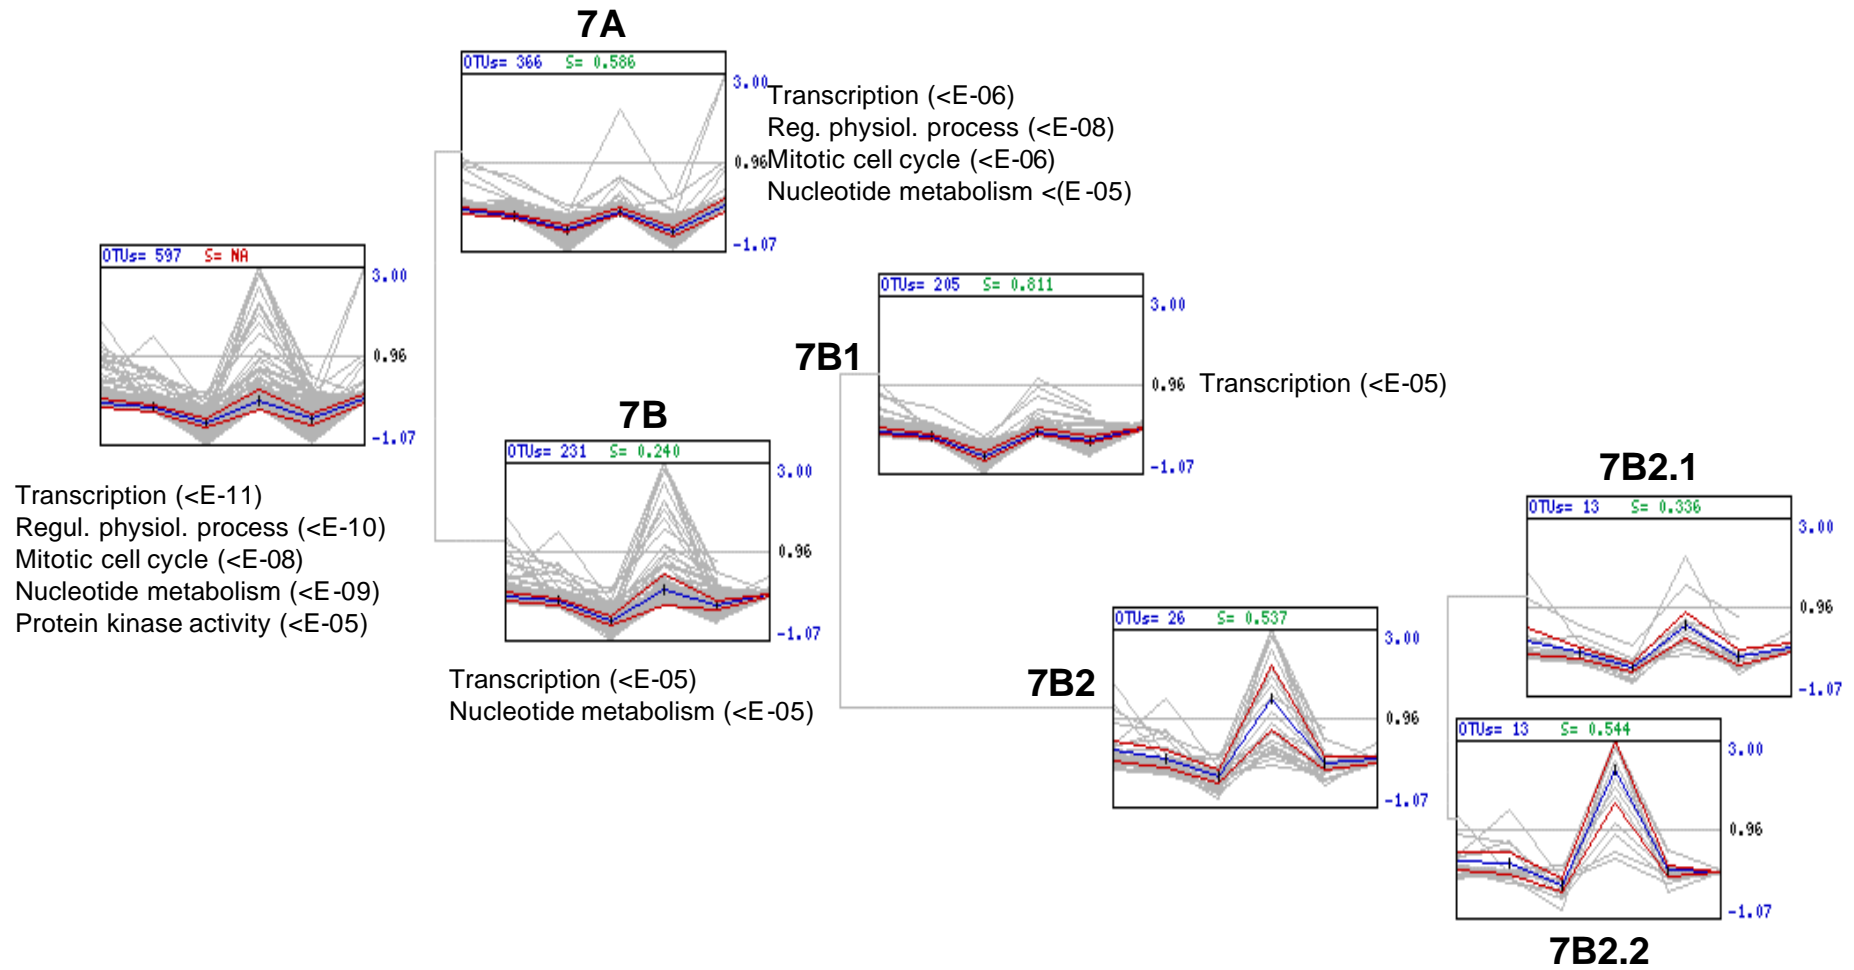 7A
OTUs= 366 S= 0.586
3.00
0.96
-1.07
Transcription (<E-06)
Reg. physiol. process (<E-08)
Mitotic cell cycle (<E-06)
Nucleotide metabolism <(E-05)
OTUs= 597 S= NA
3.00
0.96
-1.07
Transcription (<E-11)
Regul. physiol. process (<E-10)
Mitotic cell cycle (<E-08)
Nucleotide metabolism (<E-09)
Protein kinase activity (<E-05)
7B
OTUs= 231 S= 0.240
3.00
0.96
-1.07
Transcription (<E-05)
Nucleotide metabolism (<E-05)
7B1
OTUs= 205 S= 0.811
3.00
0.96
-1.07
Transcription (<E-05)
7B2
OTUs= 26 S= 0.537
3.00
0.96
-1.07
7B2.1
OTUs= 13 S= 0.336
3.00
0.96
-1.07
OTUs= 13 S= 0.544
3.00
0.96
-1.07
7B2.2